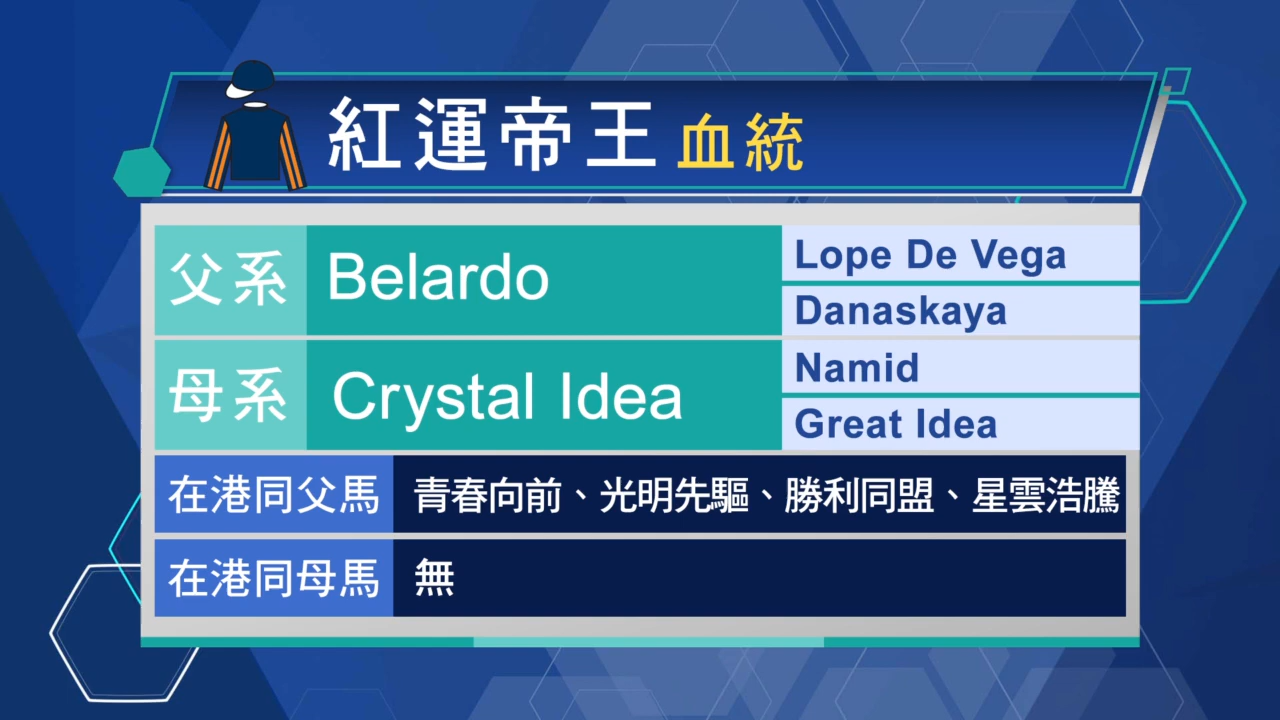 紅運帝王 血統
父系 Belardo
Lope De Vega
Danaskaya
母系 Crystal Idea
Namid
Great Idea
在港同父馬 青春向前、光明先驅、勝利同盟、星雲浩騰
在港同母馬 無